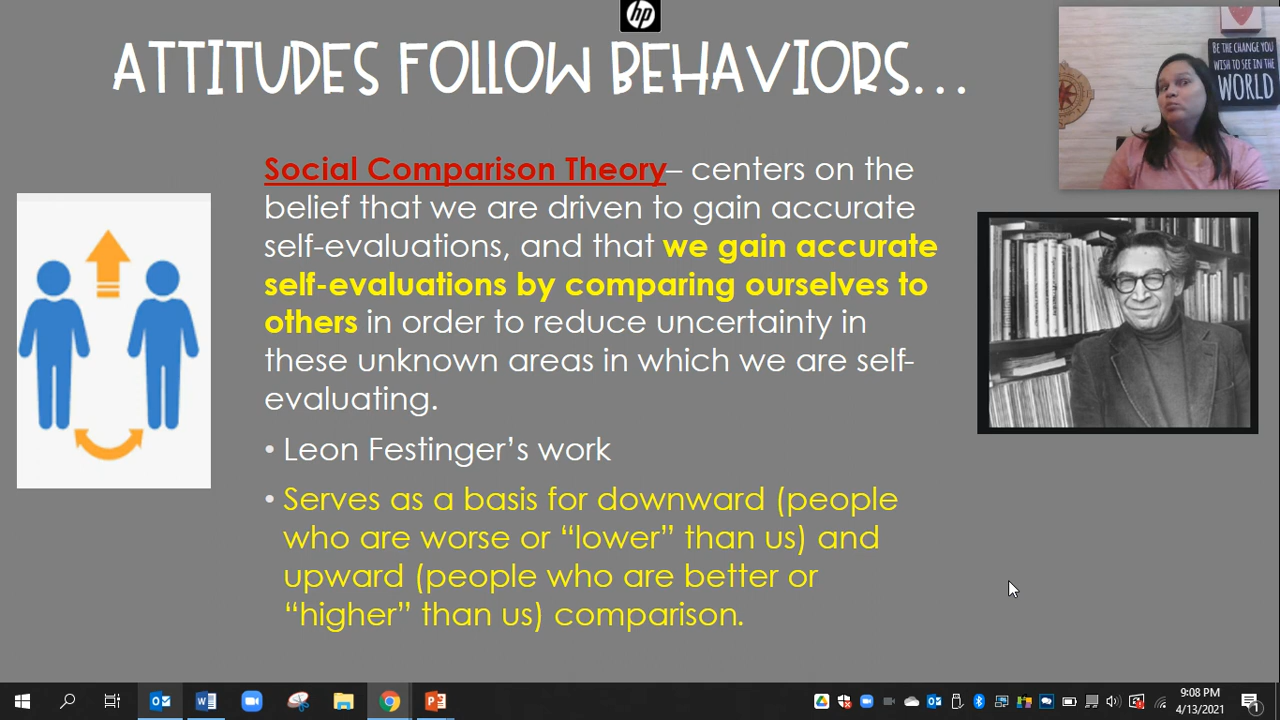 hp
ATTITUDES FOLLOW BEHAVIORS...
BE THE CHANGE YOU
WISH TO SEE IN THE
WORLD
Social Comparison Theory– centers on the
belief that we are driven to gain accurate
self-evaluations, and that we gain accurate
self-evaluations by comparing ourselves to
others in order to reduce uncertainty in
these unknown areas in which we are self-
evaluating.
• Leon Festinger’s work
• Serves as a basis for downward (people
who are worse or “lower” than us) and
upward (people who are better or
“higher” than us) comparison.
9:08 PM
4/13/2021